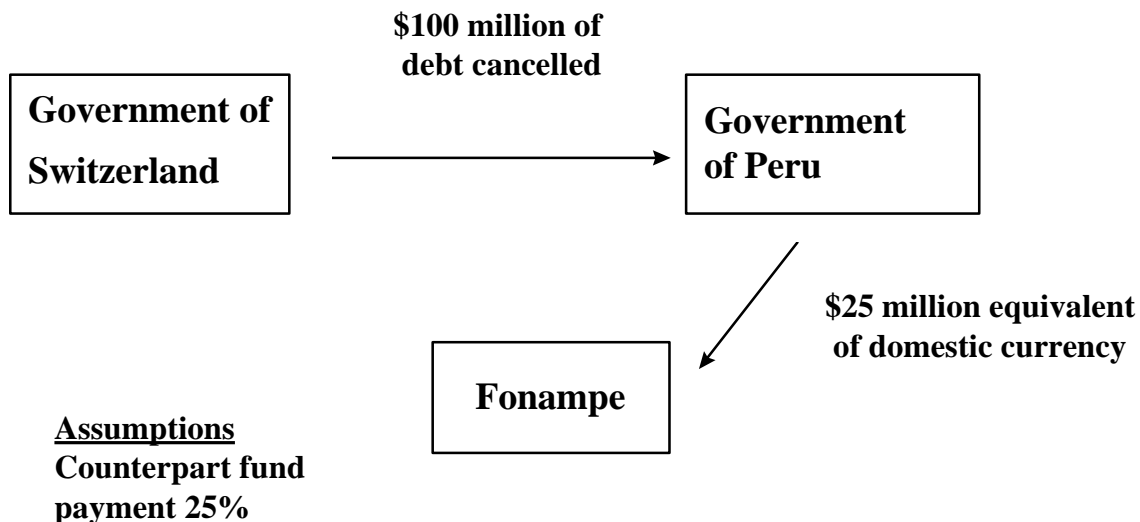 $100 million of
debt cancelled
Government of
Switzerland
Government
of Peru
$25 million equivalent
of domestic currency
Fonampe
Assumptions
Counterpart fund
payment 25%